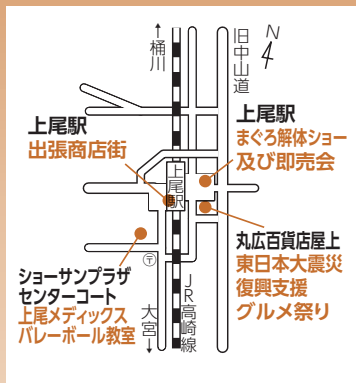 ↑桶川
旧中山道
N
上尾駅
出張商店街
上尾駅
まぐろ解体ショー
及び即売会
上尾駅
丸広百貨店屋上
東日本大震災
復興支援
グルメ祭り
〒
ショーサンプラザ
センターコート
上尾メディックス
バレーボール教室
大宮↓
JR高崎線